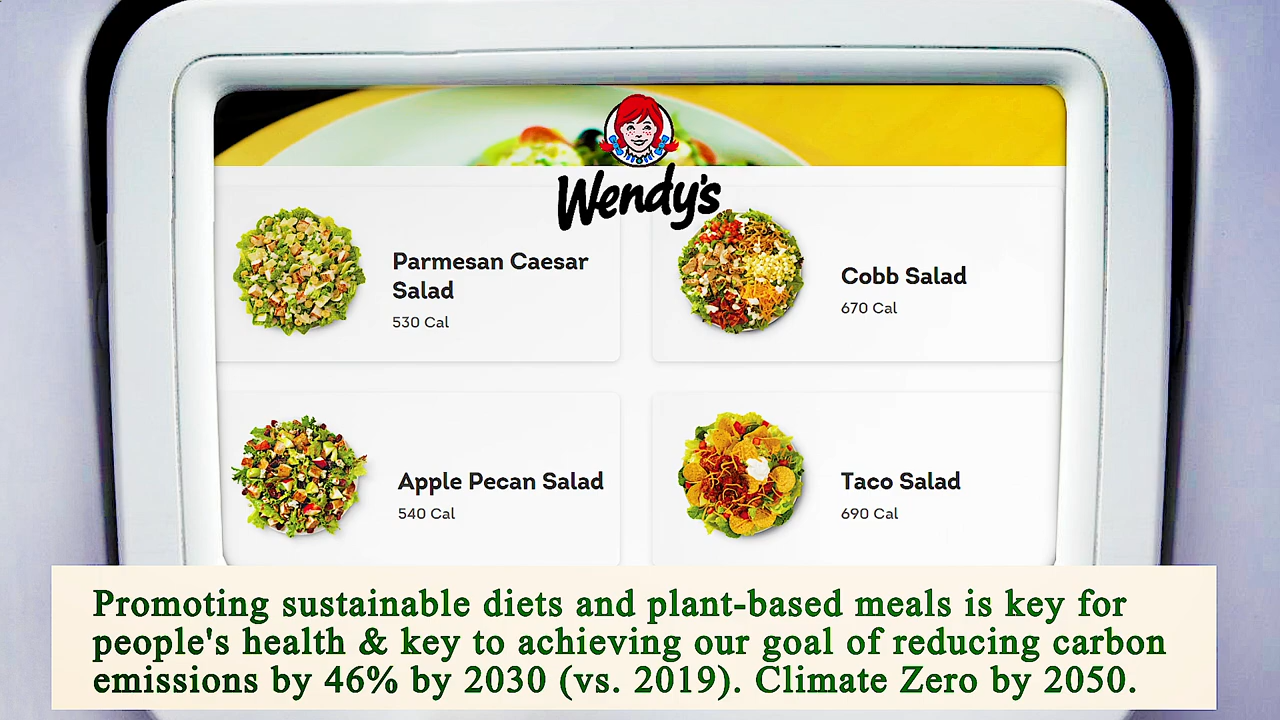 Wendy's
Parmesan Caesar
Salad
530 Cal
Cobb Salad
670 Cal
Apple Pecan Salad
540 Cal
Taco Salad
690 Cal
Promoting sustainable diets and plant-based meals is key for
people's health & key to achieving our goal of reducing carbon
emissions by 46% by 2030 (vs. 2019). Climate Zero by 2050.